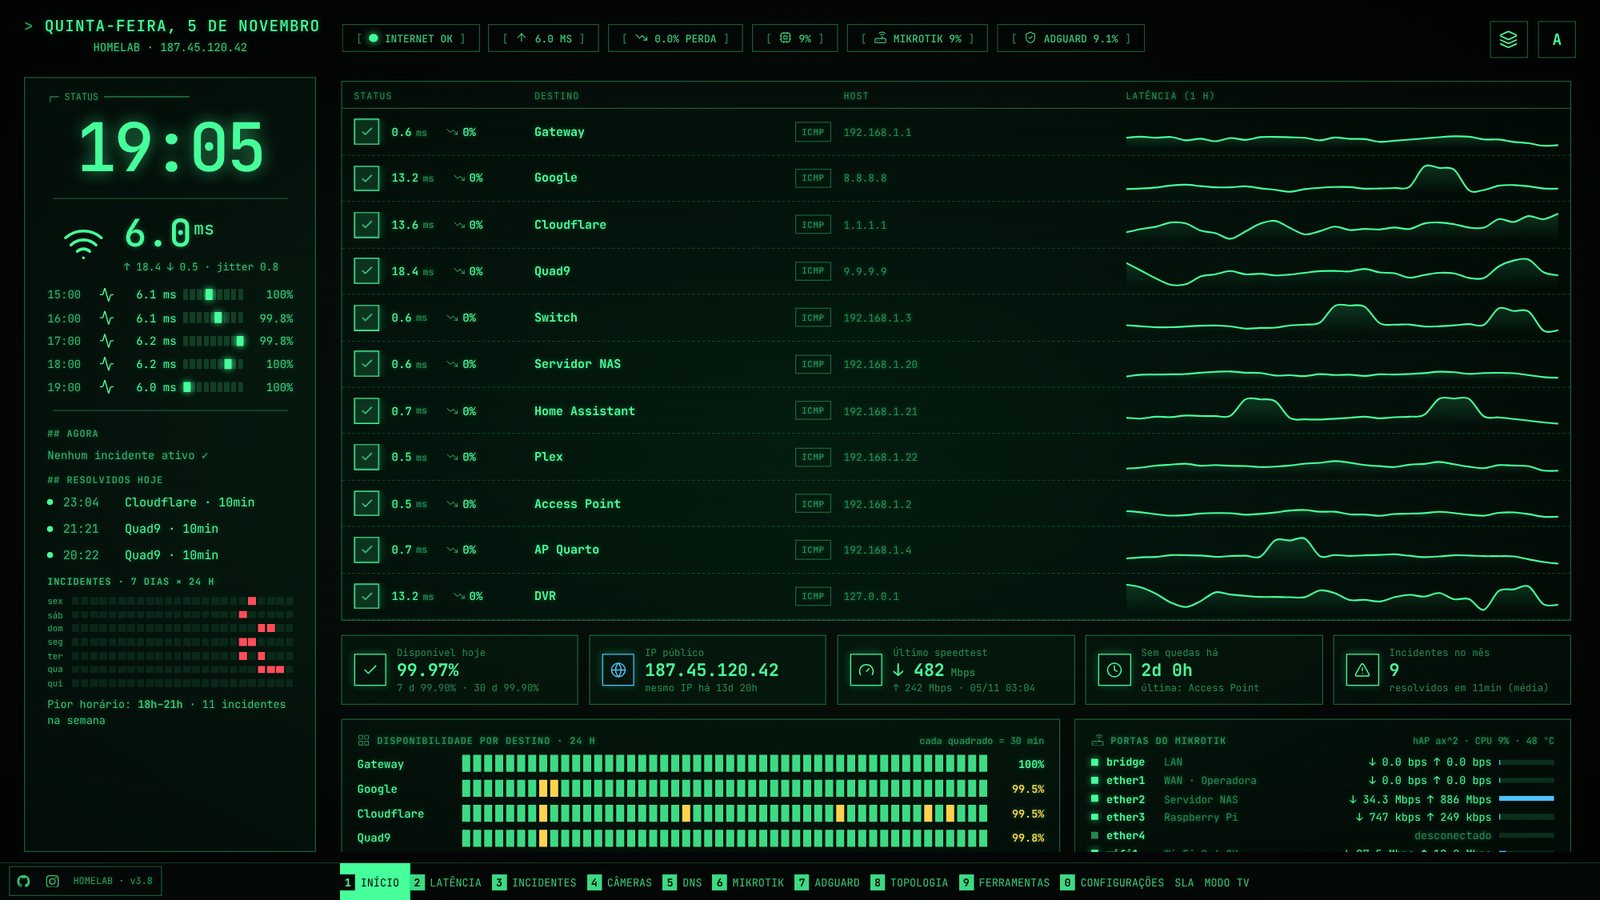 > QUINTA-FEIRA, 5 DE NOVEMBRO
HOMELAB · 187.45.120.42
[ INTERNET OK ]
[ ↑ 6.0 MS ]
[ 0.0% PERDA ]
[ 9% ]
[ MIKROTIK 9% ]
[ ADGUARD 9.1% ]
A
STATUS
19:05
6.0 ms
↑ 18.4 ↓ 0.5 · jitter 0.8
15:00 6.1 ms 100%
16:00 6.1 ms 99.8%
17:00 6.2 ms 99.8%
18:00 6.2 ms 100%
19:00 6.0 ms 100%
## AGORA
Nenhum incidente ativo ✓
## RESOLVIDOS HOJE
23:04 Cloudflare · 10min
21:21 Quad9 · 10min
20:22 Quad9 · 10min
INCIDENTES · 7 DIAS × 24 H
sex
sáb
dom
seg
ter
qua
qui
Pior horário: 18h–21h · 11 incidentes
na semana
STATUS DESTINO HOST LATÊNCIA (1 H)
0.6 ms 0% Gateway ICMP 192.168.1.1
13.2 ms 0% Google ICMP 8.8.8.8
13.6 ms 0% Cloudflare ICMP 1.1.1.1
18.4 ms 0% Quad9 ICMP 9.9.9.9
0.6 ms 0% Switch ICMP 192.168.1.3
0.6 ms 0% Servidor NAS ICMP 192.168.1.20
0.7 ms 0% Home Assistant ICMP 192.168.1.21
0.5 ms 0% Plex ICMP 192.168.1.22
0.5 ms 0% Access Point ICMP 192.168.1.2
0.7 ms 0% AP Quarto ICMP 192.168.1.4
13.2 ms 0% DVR ICMP 127.0.0.1
Disponível hoje
99.97%
7 d 99.90% · 30 d 99.90%
IP público
187.45.120.42
mesmo IP há 13d 20h
Último speedtest
↓ 482 Mbps
↑ 242 Mbps · 05/11 03:04
Sem quedas há
2d 0h
última: Access Point
Incidentes no mês
9
resolvidos em 11min (média)
DISPONIBILIDADE POR DESTINO · 24 H cada quadrado = 30 min
Gateway 100%
Google 99.5%
Cloudflare 99.5%
Quad9 99.8%
PORTAS DO MIKROTIK hAP ax^2 · CPU 9% · 48 °C
bridge LAN ↓ 0.0 bps ↑ 0.0 bps
ether1 WAN · Operadora ↓ 0.0 bps ↑ 0.0 bps
ether2 Servidor NAS ↓ 34.3 Mbps ↑ 886 Mbps
ether3 Raspberry Pi ↓ 747 kbps ↑ 249 kbps
ether4 desconectado
HOMELAB · v3.8
1 INÍCIO
2 LATÊNCIA
3 INCIDENTES
4 CÂMERAS
5 DNS
6 MIKROTIK
7 ADGUARD
8 TOPOLOGIA
9 FERRAMENTAS
0 CONFIGURAÇÕES
SLA
MODO TV